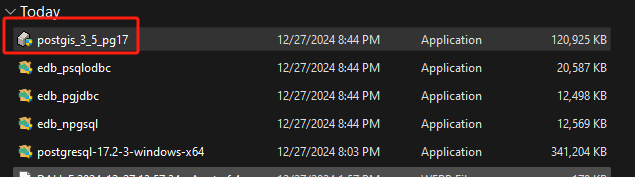 Today
postgis_3_5_pg17 12/27/2024 8:44 PM Application 120,925 KB
edb_psqlodbc 12/27/2024 8:44 PM Application 20,587 KB
edb_pgjdbc 12/27/2024 8:44 PM Application 12,498 KB
edb_npgsql 12/27/2024 8:44 PM Application 12,569 KB
postgresql-17.2-3-windows-x64 12/27/2024 8:03 PM Application 341,204 KB